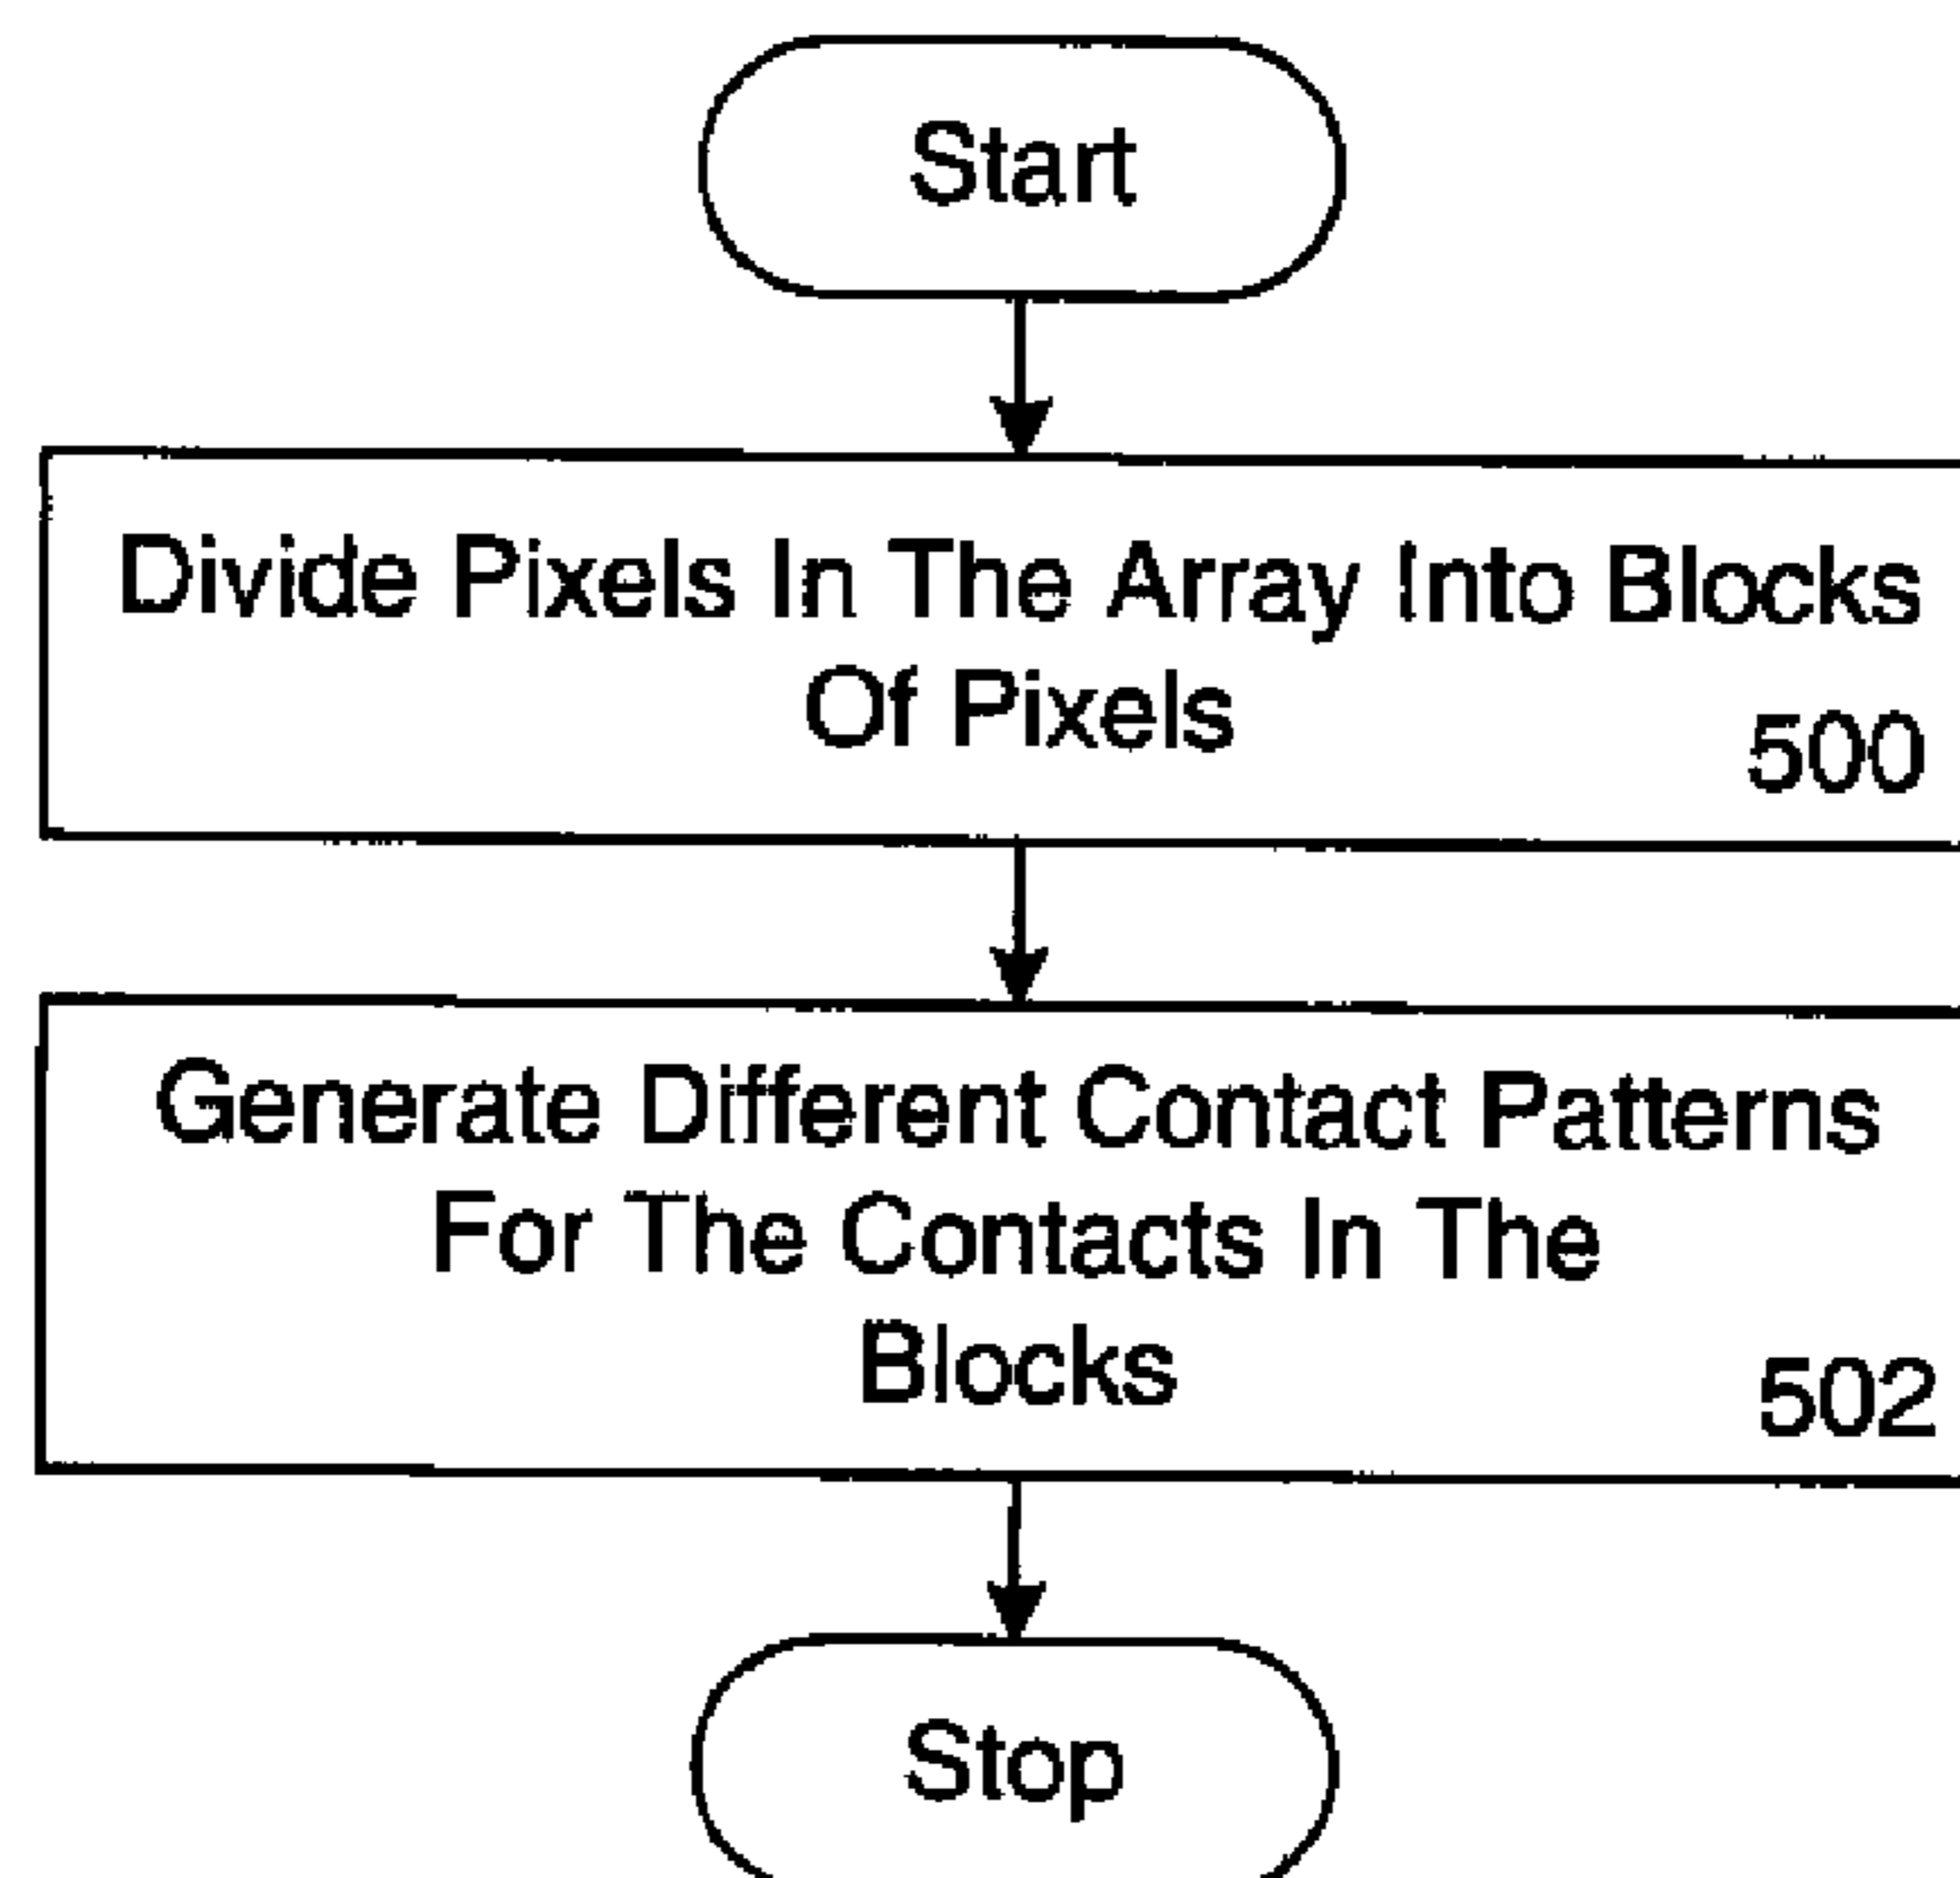 Start
Divide Pixels In The Array Into Blocks
Of Pixels
500
Generate Different Contact Patterns
For The Contacts In The
Blocks
502
Stop